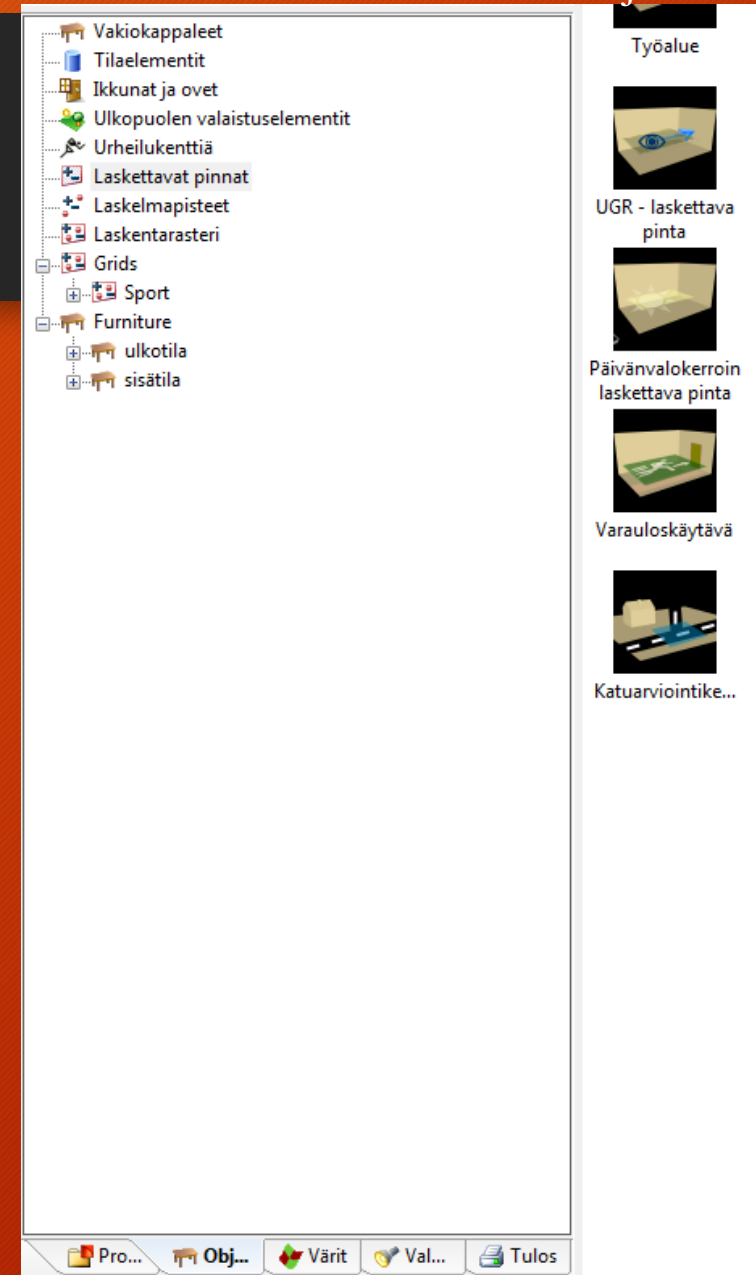 Vakiokappaleet
Tilaelementit
Ikkunat ja ovet
Ulkopuolen valaistuselementit
Urheilukenttiä
Laskettavat pinnat
Laskelmapisteet
Laskentarasteri
Grids
Sport
Furniture
ulkotila
sisätila
Työalue
UGR - laskettava
pinta
Päivänvalokerroin
laskettava pinta
Varauloskäytävä
Katuarviointike...
Pro...
Obj...
Värit
Val...
Tulos